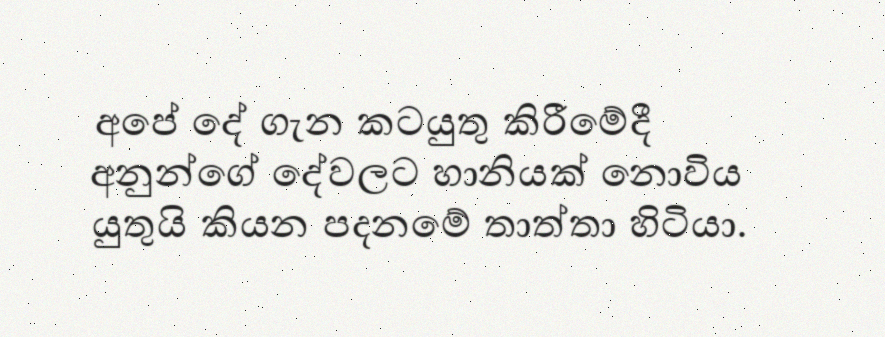 අපේ දේ ගැන කටයුතු කිරීමේදී
අනුන්ගේ දේවලට හානියක් නොවිය
යුතුයි කියන පදනමේ තාත්තා හිටියා.